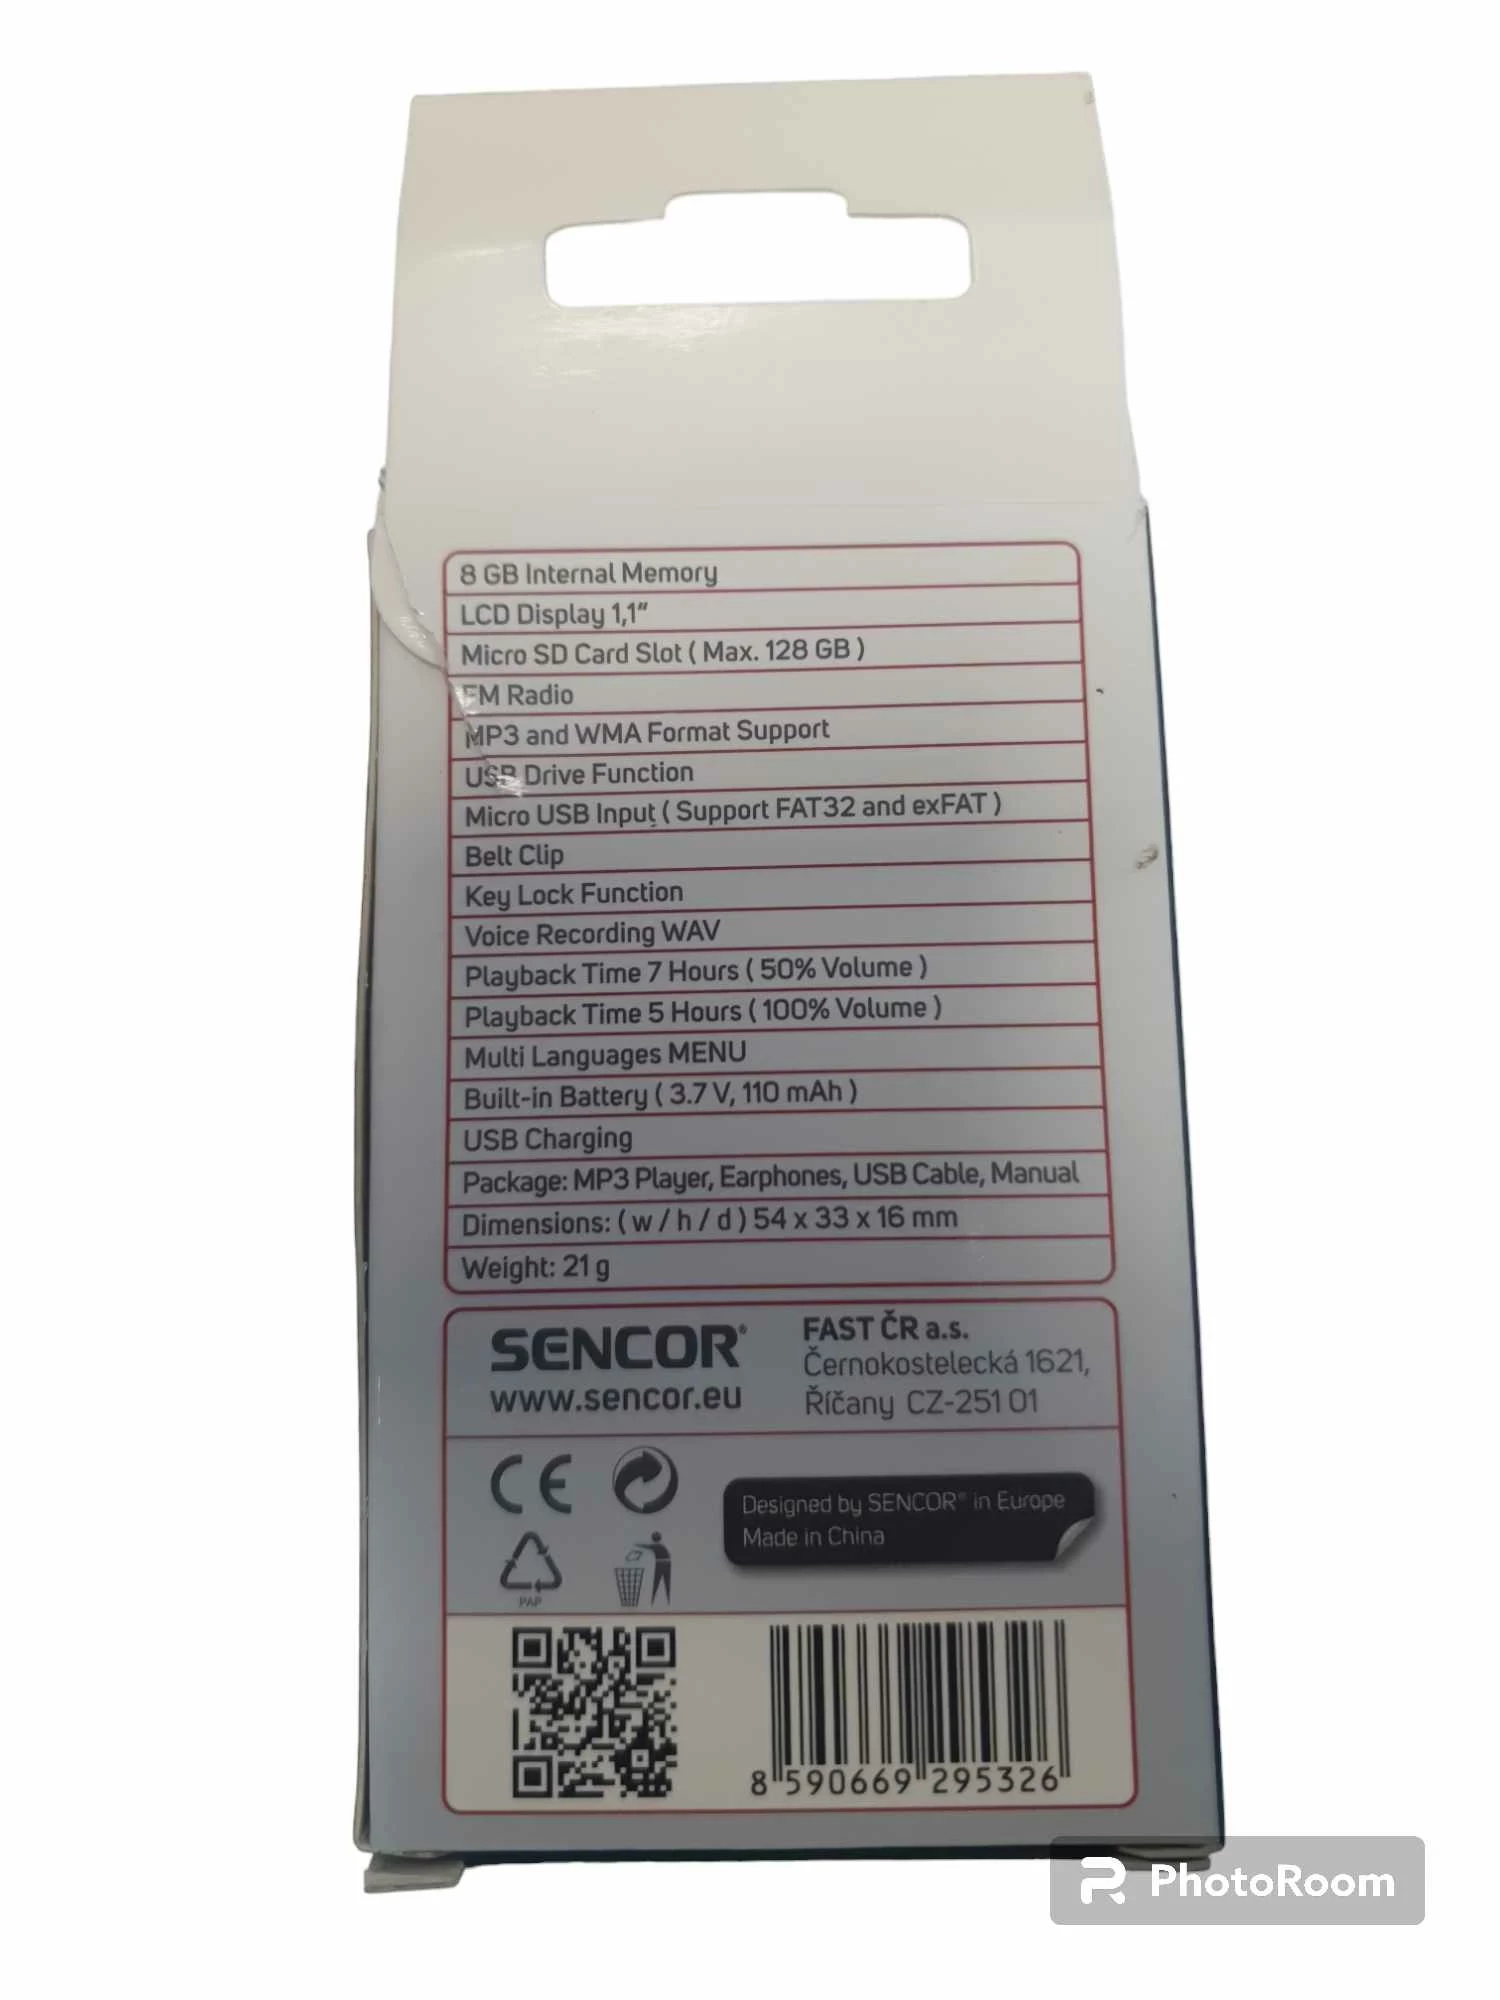 8 GB Internal Memory
LCD Display 1,1"
Micro SD Card Slot ( Max. 128 GB )
FM Radio
MP3 and WMA Format Support
USB Drive Function
Micro USB Input ( Support FAT32 and exFAT )
Belt Clip
Key Lock Function
Voice Recording WAV
Playback Time 7 Hours ( 50% Volume )
Playback Time 5 Hours ( 100% Volume )
Multi Languages MENU
Built-in Battery ( 3.7 V, 110 mAh )
USB Charging
Package: MP3 Player, Earphones, USB Cable, Manual
Dimensions: ( w / h / d ) 54 x 33 x 16 mm
Weight: 21 g
SENCOR®
www.sencor.eu
FAST ČR a.s.
Černokostelecká 1621,
Říčany CZ-251 01
CE
PAP
Designed by SENCOR® in Europe
Made in China
8 590669 295326
PhotoRoom